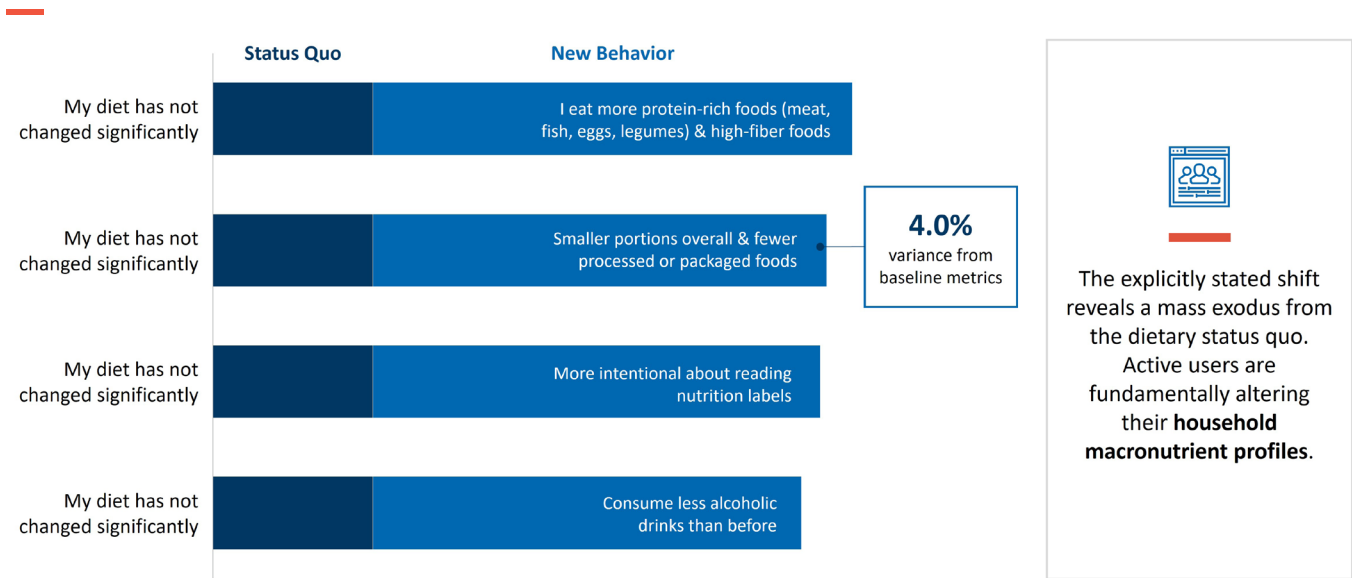 Status Quo
New Behavior
My diet has not
changed significantly
I eat more protein-rich foods (meat,
fish, eggs, legumes) & high-fiber foods
My diet has not
changed significantly
Smaller portions overall & fewer
processed or packaged foods
4.0%
variance from
baseline metrics
My diet has not
changed significantly
More intentional about reading
nutrition labels
My diet has not
changed significantly
Consume less alcoholic
drinks than before
The explicitly stated shift
reveals a mass exodus from
the dietary status quo.
Active users are
fundamentally altering
their household
macronutrient profiles.